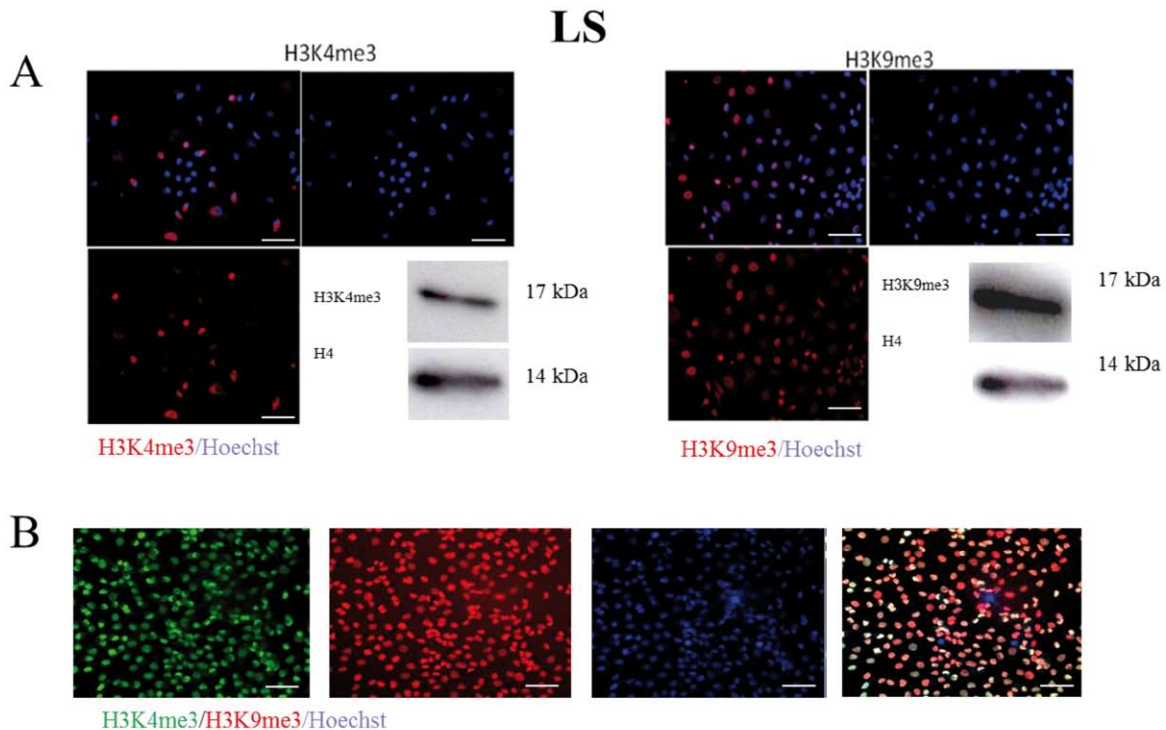 LS
A
H3K4me3
H3K9me3
H3K4me3
17 kDa
H4
14 kDa
H3K9me3
17 kDa
H4
14 kDa
H3K4me3/Hoechst
H3K9me3/Hoechst
B
H3K4me3/H3K9me3/Hoechst